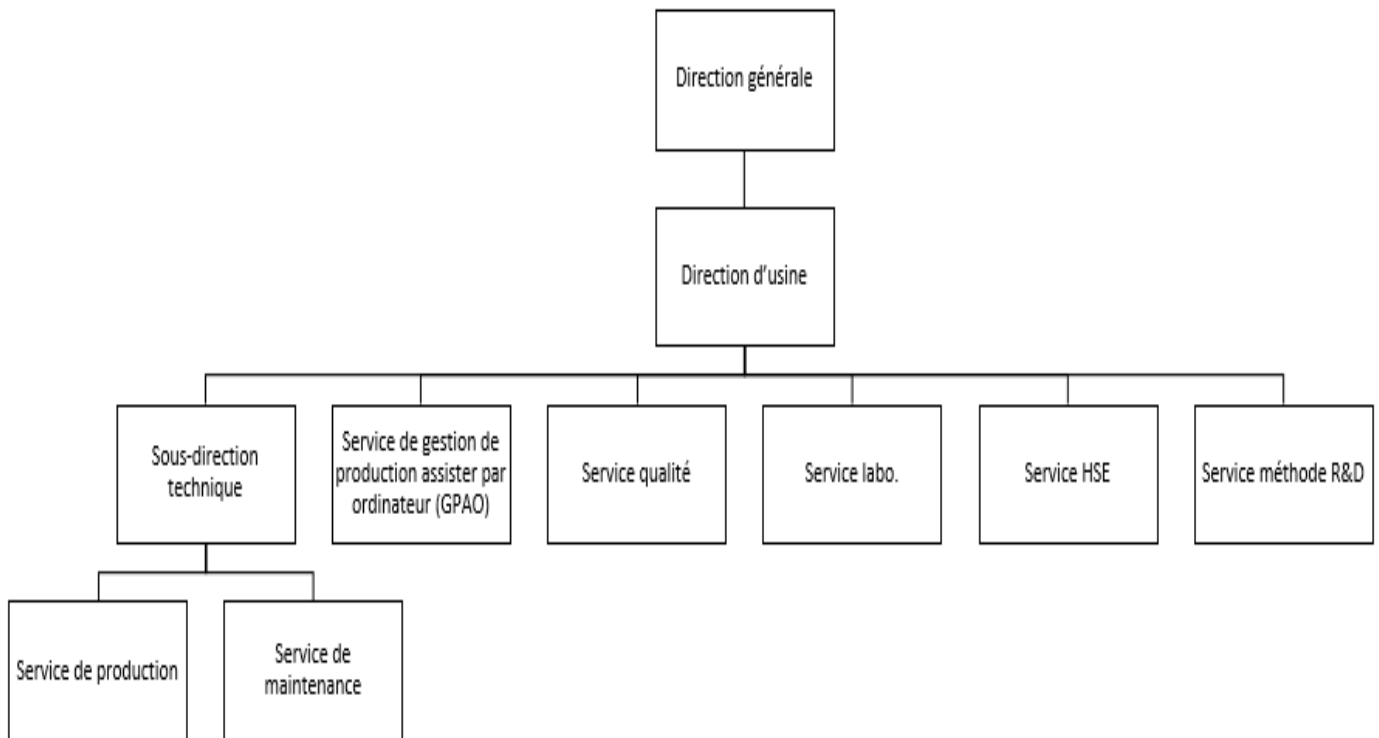 Direction générale
Direction d'usine
Sous-direction
technique
Service de gestion de
production assister par
ordinateur (GPAO)
Service qualité
Service labo.
Service HSE
Service méthode R&D
Service de production
Service de
maintenance